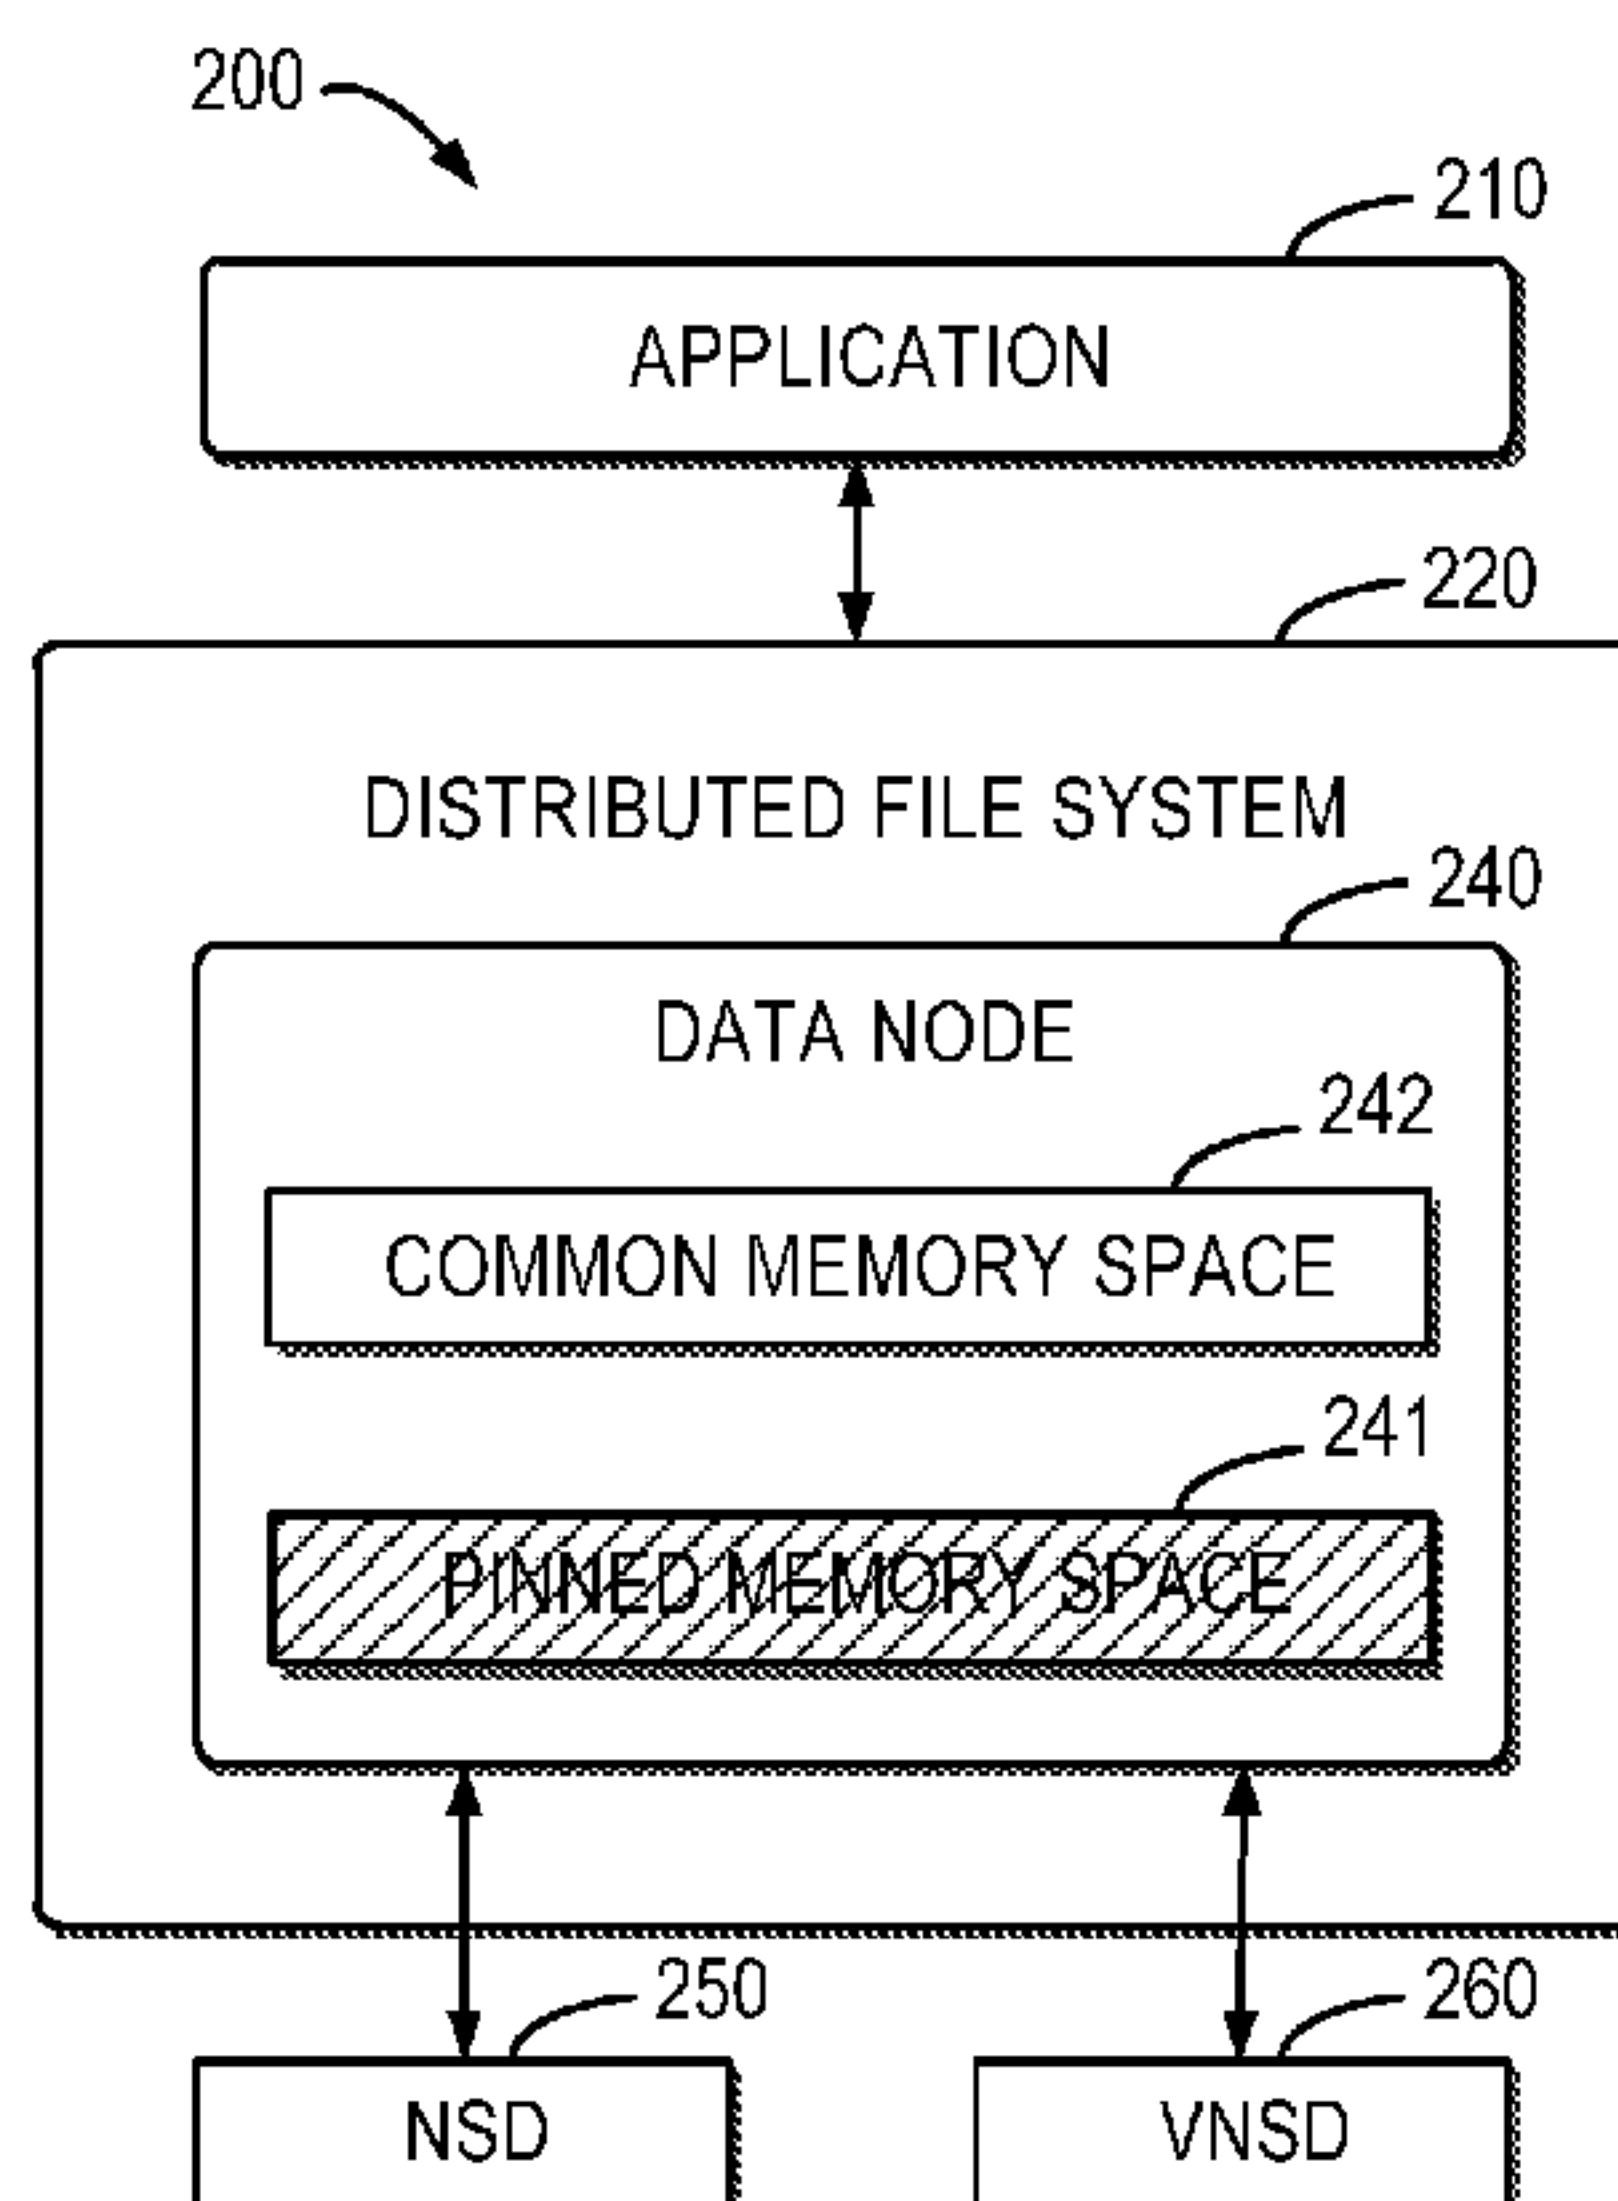 200
210
APPLICATION
220
DISTRIBUTED FILE SYSTEM
240
DATA NODE
242
COMMON MEMORY SPACE
241
PINNED MEMORY SPACE
250
260
NSD
VNSD